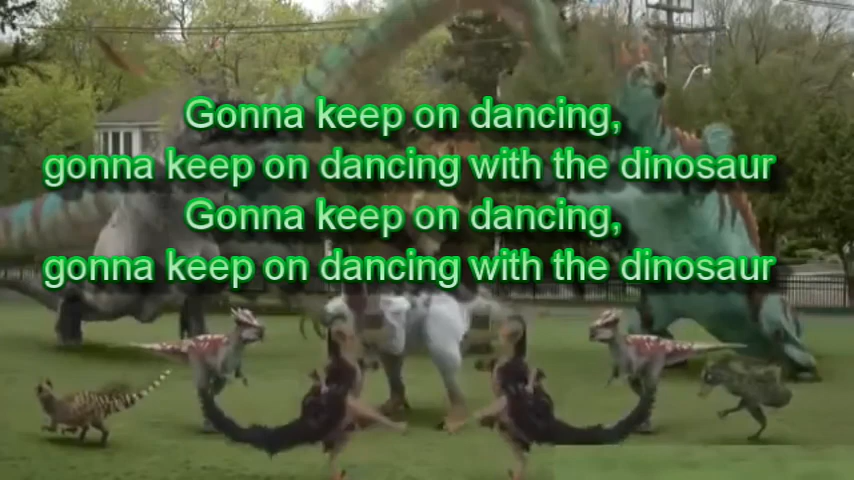 Gonna keep on dancing,
gonna keep on dancing with the dinosaur
Gonna keep on dancing,
gonna keep on dancing with the dinosaur